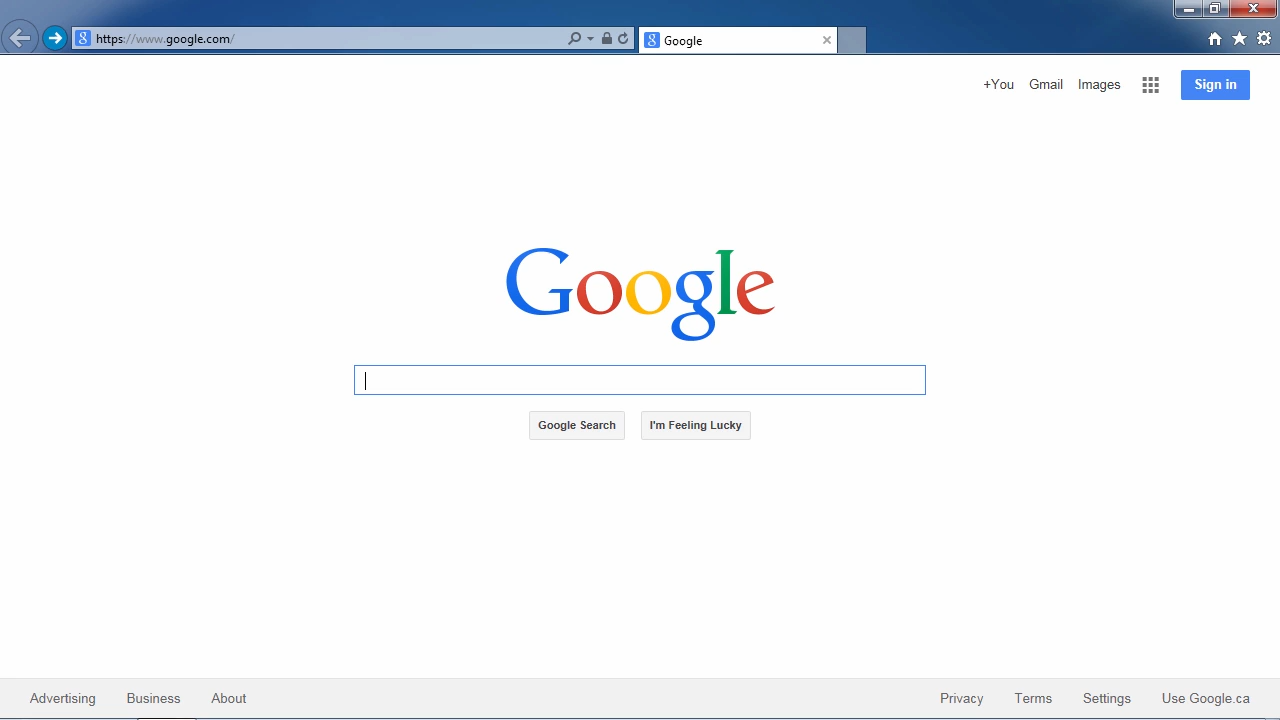 https://www.google.com/
Google
+You Gmail Images Sign in
Google
Google Search I'm Feeling Lucky
Advertising Business About Privacy Terms Settings Use Google.ca